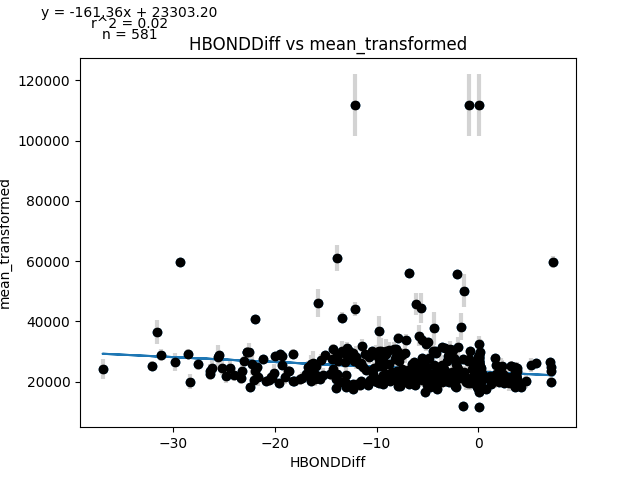 y = -161.36x + 23303.20
r^2 = 0.02
n = 581
HBONDDiff vs mean_transformed
120000
100000
80000
60000
40000
20000
mean_transformed
−30
−20
−10
0
HBONDDiff